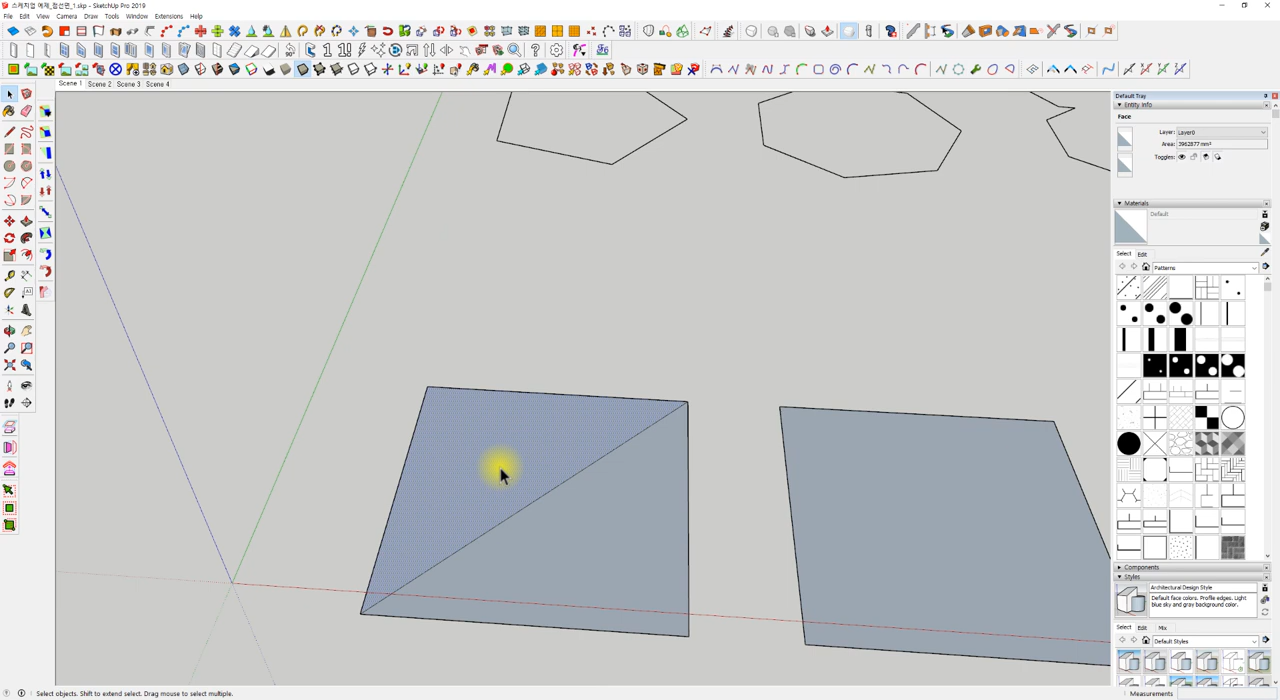 스케치업 예제_점선면_1.skp - SketchUp Pro 2019
File Edit View Camera Draw Tools Window Extensions Help
Scene 1 Scene 2 Scene 3 Scene 4
Default Tray
Entity Info
Face
Layer: Layer0
Area: 3962877 mm²
Toggles:
Materials
Default
Select Edit
Patterns
Components
Styles
Architectural Design Style
Default face colors. Profile edges. Light
blue sky and gray background color.
Select Edit Mix
Default Styles
Select objects. Shift to extend select. Drag mouse to select multiple.
Measurements